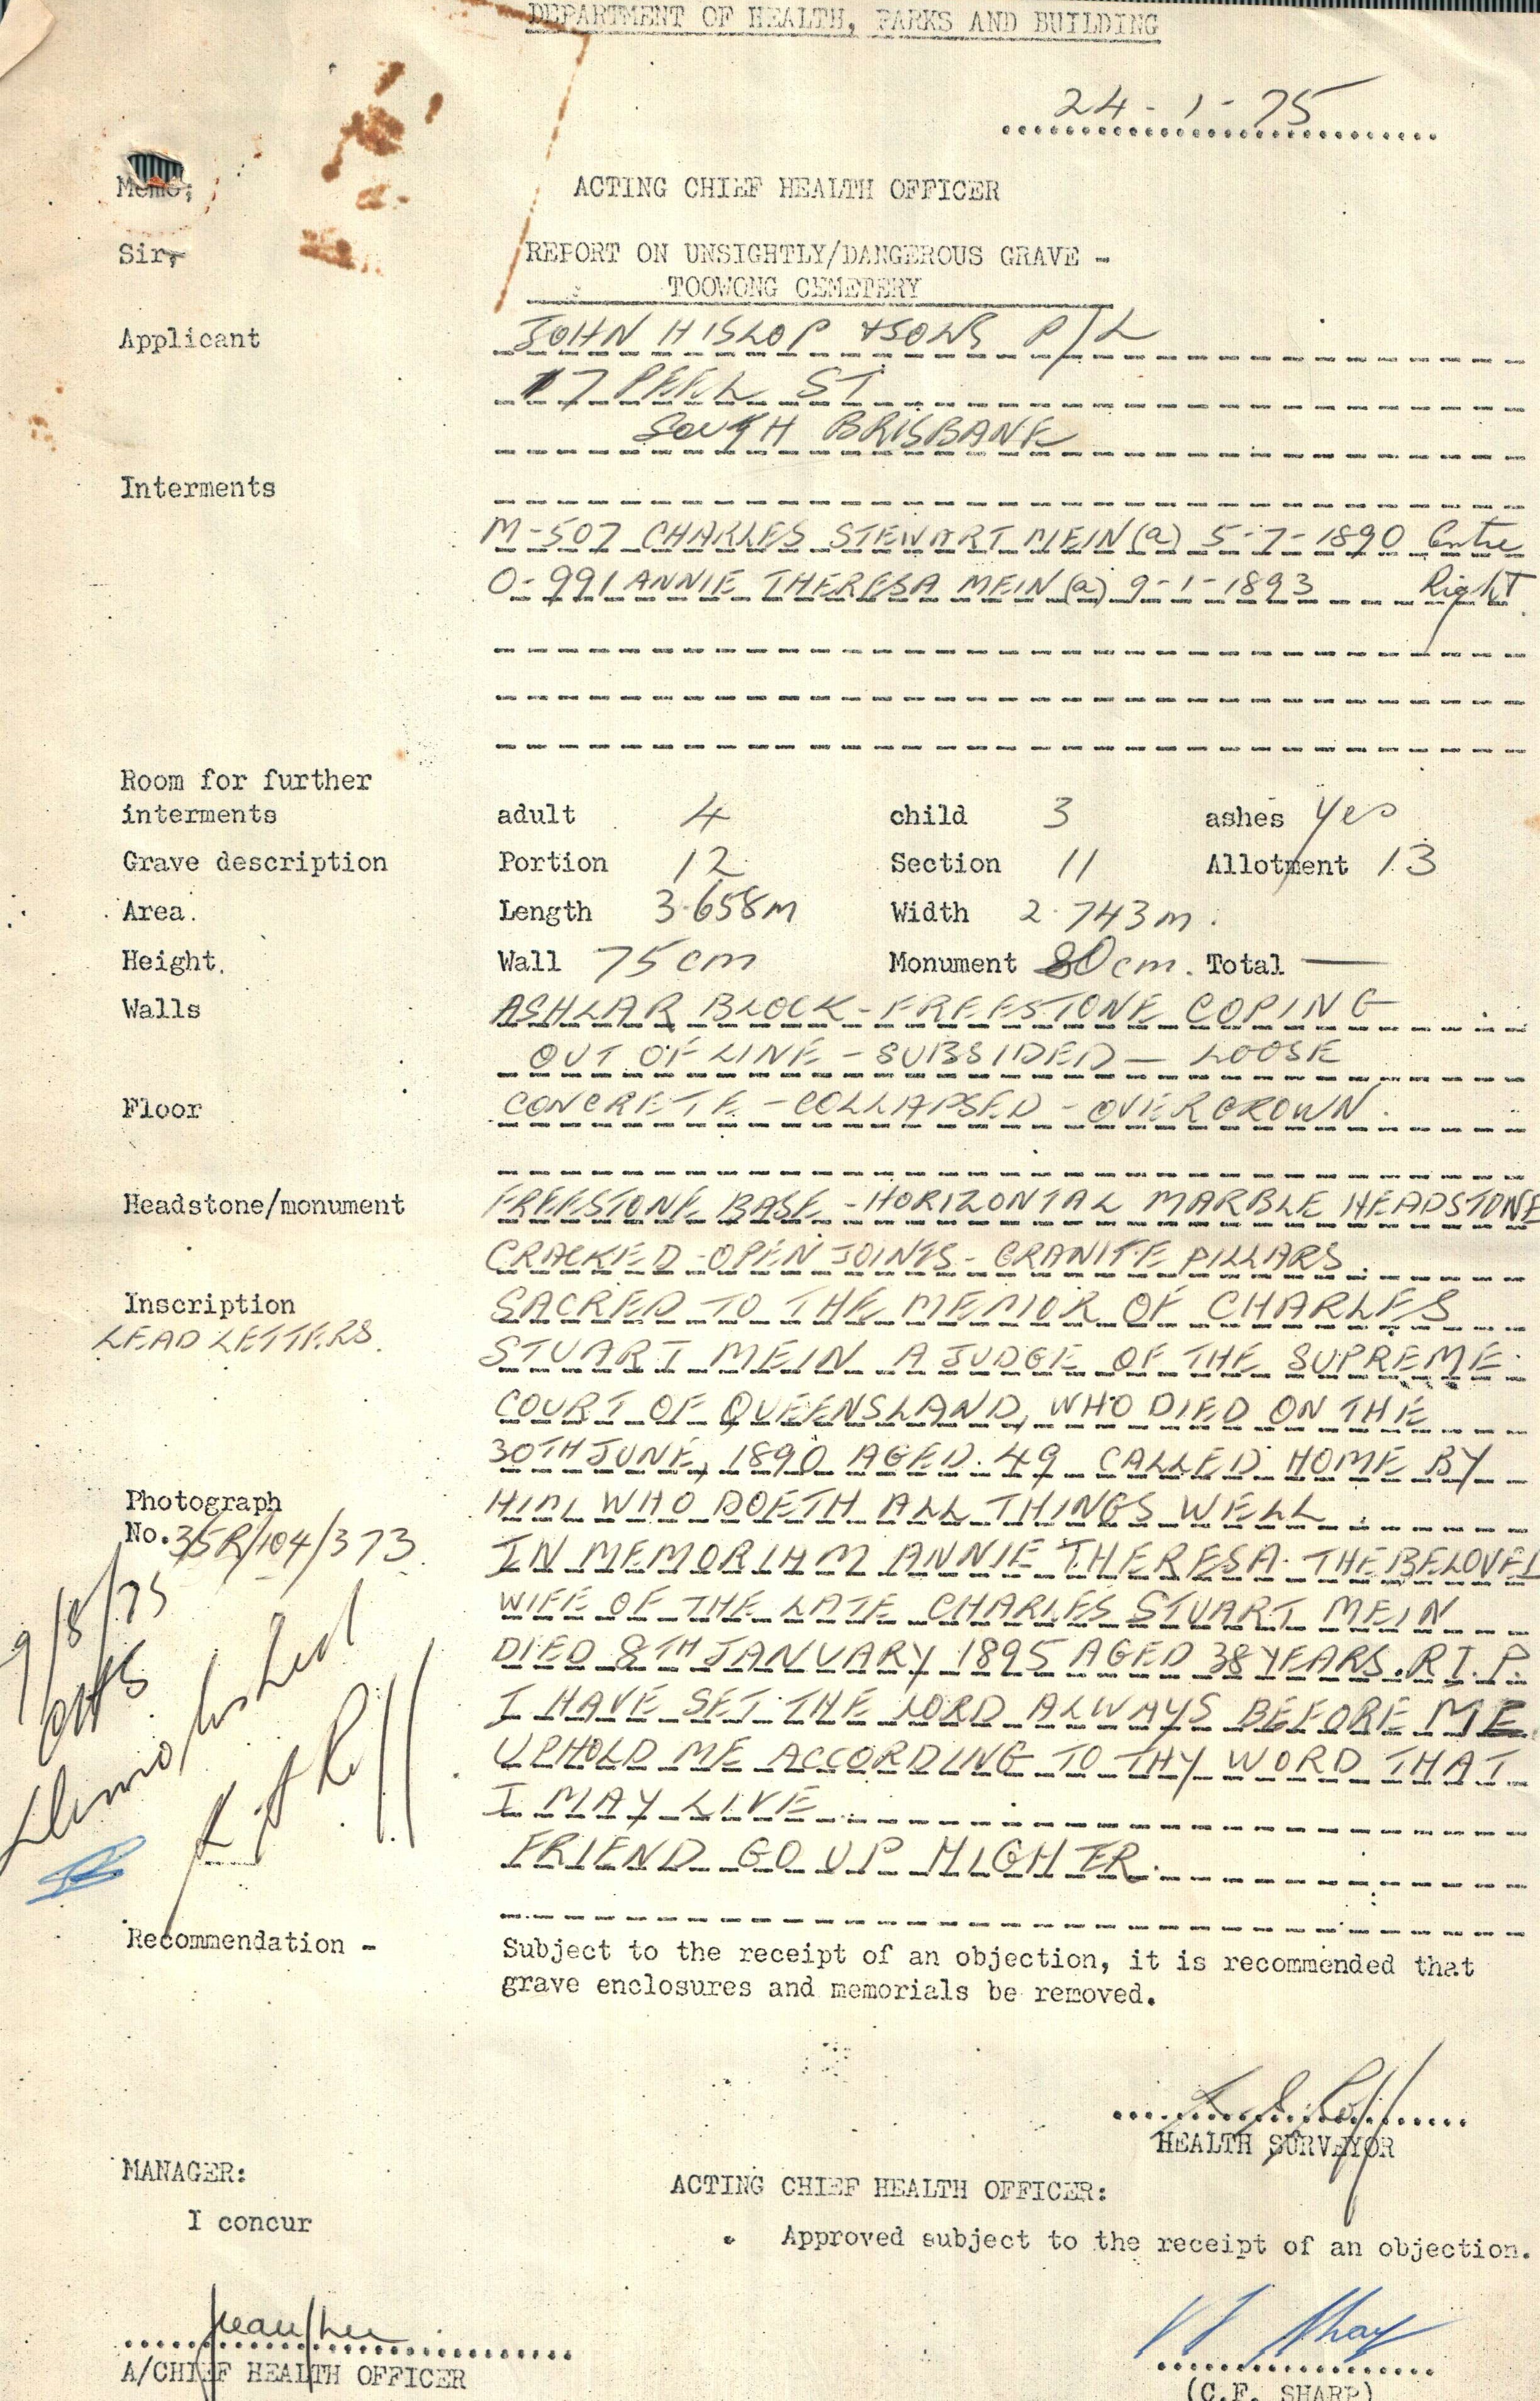 DEPARTMENT OF HEALTH, PARKS AND BUILDING
24-1-75
Memo;
ACTING CHIEF HEALTH OFFICER
Sir,
REPORT ON UNSIGHTLY/DANGEROUS GRAVE -
TOOWONG CEMETERY
Applicant JOHN HISLOP & SONS P/L
17 PEEL ST
SOUTH BRISBANE
Interments
M-507 CHARLES STEWART MEIN (a) 5-7-1890 Centre
O-991 ANNIE THERESA MEIN (a) 9-1-1893 Right
Room for further
interments adult 4 child 3 ashes Yes
Grave description Portion 12 Section 11 Allotment 13
Area. Length 3.658m Width 2.743m.
Height. Wall 75cm Monument 80cm. Total —
Walls ASHLAR BLOCK - FREESTONE COPING
OUT OF LINE - SUBSIDED - LOOSE
Floor CONCRETE - COLLAPSED - OVERGROWN.
Headstone/monument FREESTONE BASE - HORIZONTAL MARBLE HEADSTONE
CRACKED - OPEN JOINTS - GRANITE PILLARS.
Inscription SACRED TO THE MEMOR OF CHARLES
LEAD LETTERS. STUART MEIN A JUDGE OF THE SUPREME
COURT OF QUEENSLAND, WHO DIED ON THE
30TH JUNE, 1890 AGED. 49 CALLED HOME BY
Photograph HIM, WHO DOETH ALL THINGS WELL.
No. 35R/104/373. IN MEMORIAM ANNIE THERESA. THE BELOVED
WIFE OF THE LATE CHARLES STUART MEIN
DIED 8TH JANUARY 1895 AGED 38 YEARS. R.I.P.
I HAVE SET THE LORD ALWAYS BEFORE ME
UPHOLD ME ACCORDING TO THY WORD THAT
I MAY LIVE
FRIEND GO UP HIGHER.
9/8/75
Demolished
Recommendation - Subject to the receipt of an objection, it is recommended that
grave enclosures and memorials be removed.
HEALTH SURVEYOR
MANAGER:
ACTING CHIEF HEALTH OFFICER:
I concur
Approved subject to the receipt of an objection.
A/CHIEF HEALTH OFFICER
(C.F. SHARP)